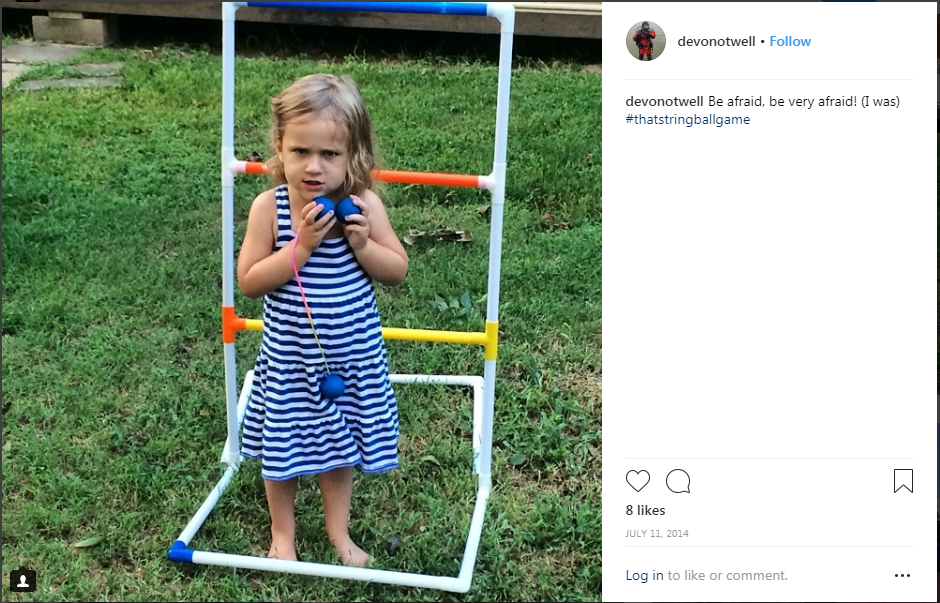 devonotwell • Follow
devonotwell Be afraid, be very afraid! (I was)
#thatstringballgame
8 likes
JULY 11, 2014
Log in to like or comment.